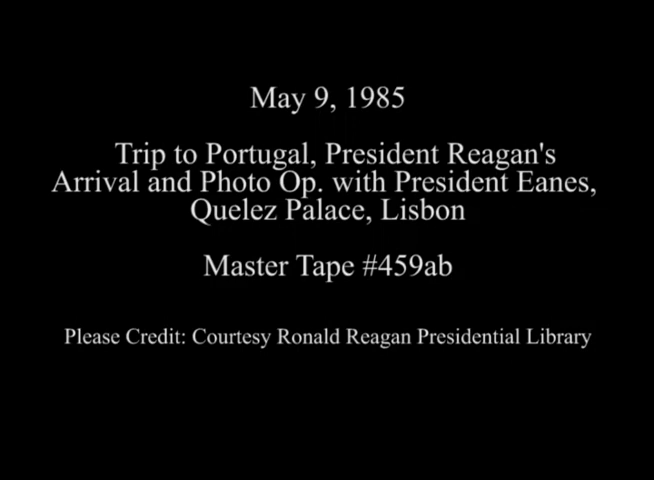 May 9, 1985
Trip to Portugal, President Reagan's
Arrival and Photo Op. with President Eanes,
Quelez Palace, Lisbon
Master Tape #459ab
Please Credit: Courtesy Ronald Reagan Presidential Library